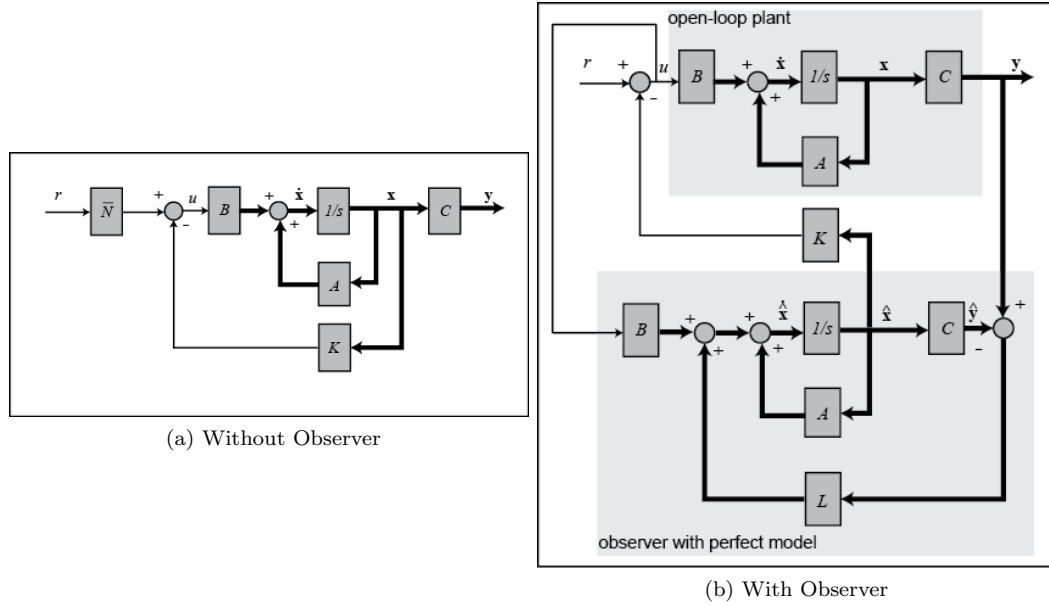 r
N̅
+
-
u
B
+
+
ẋ
1/s
x
C
y
A
K
(a) Without Observer
open-loop plant
r
+
-
u
B
+
+
ẋ
1/s
x
C
y
A
K
B
+
+
+
+
x̂̇
1/s
x̂
C
ŷ
+
-
A
L
observer with perfect model
(b) With Observer